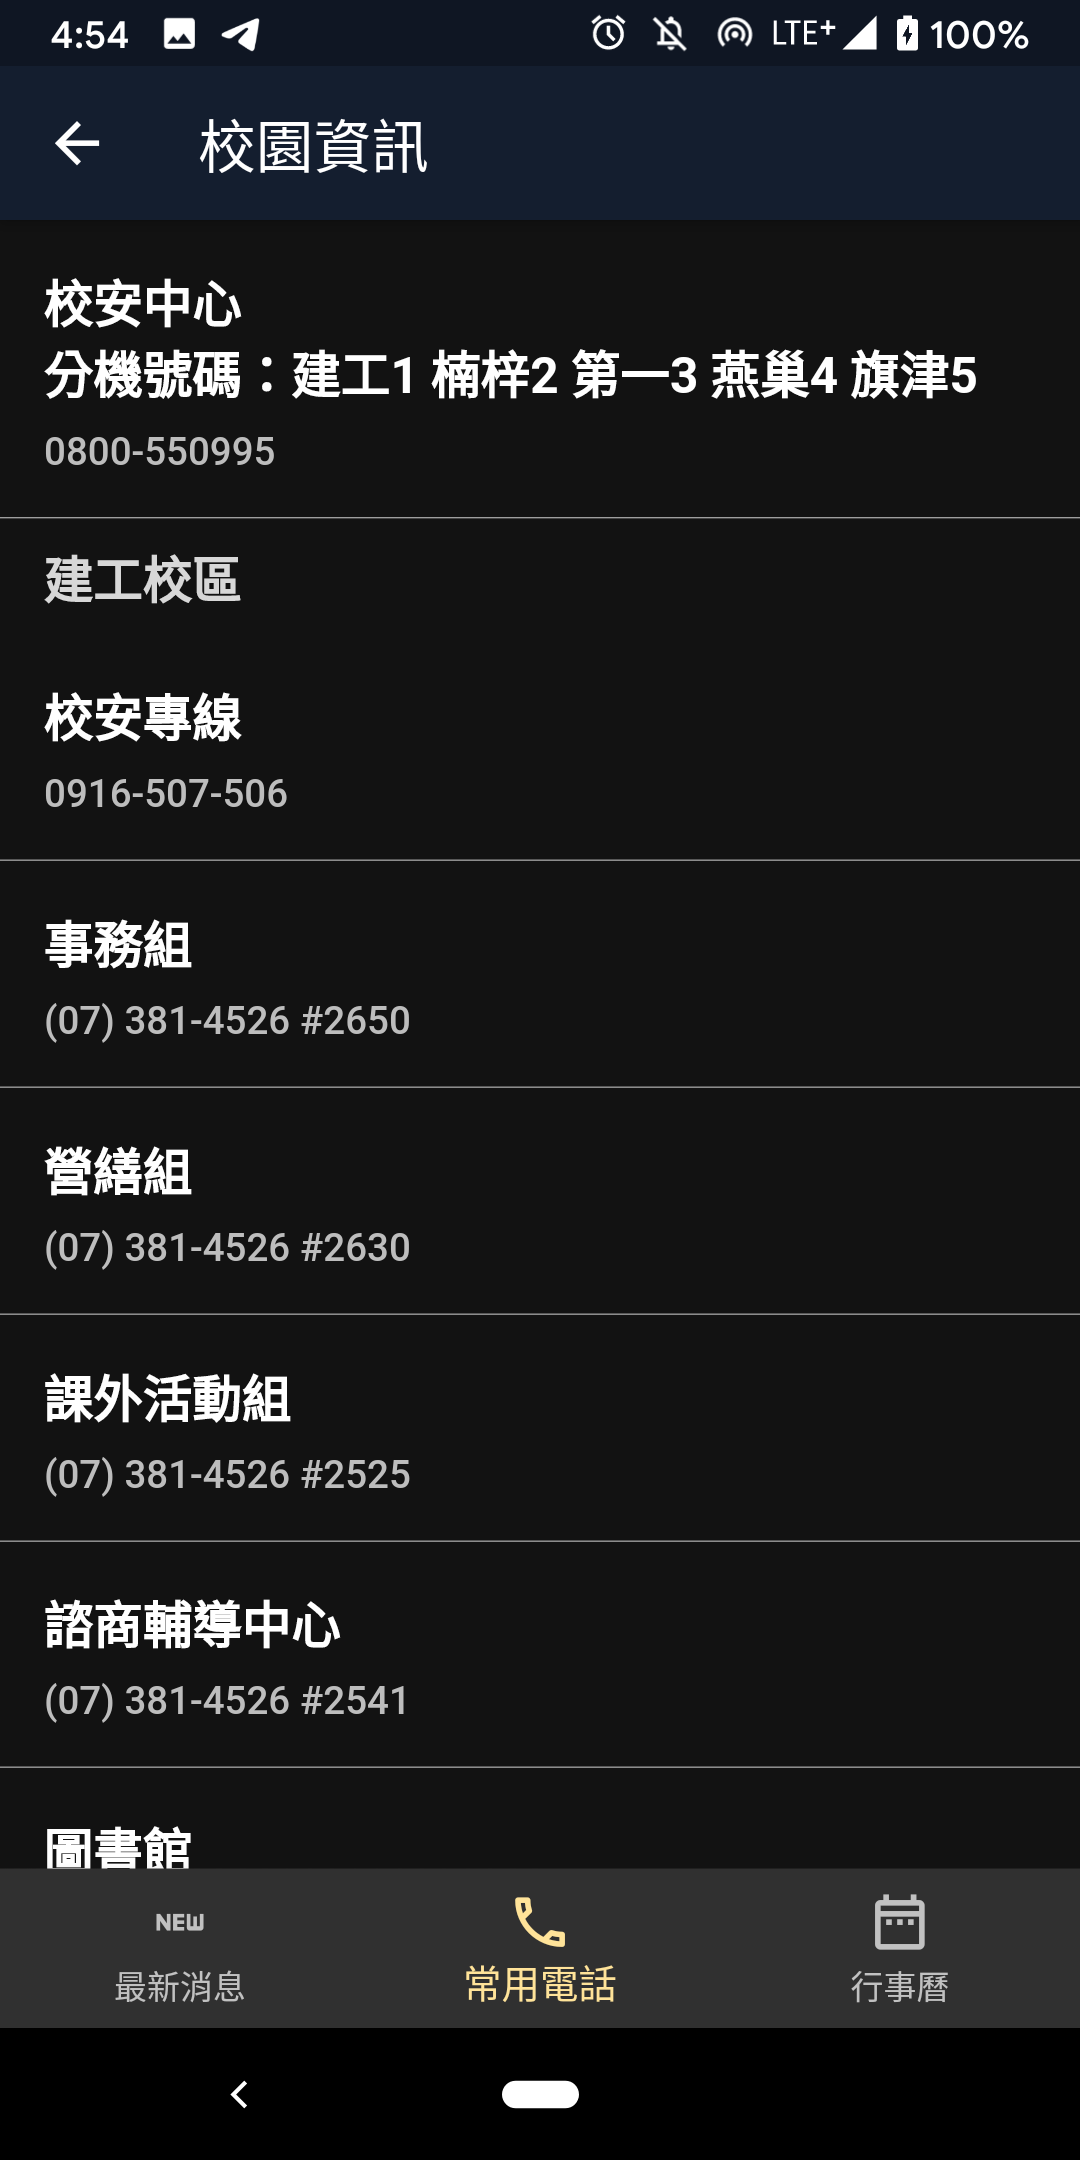 4:54
LTE+ 100%
校園資訊
校安中心
分機號碼：建工1 楠梓2 第一3 燕巢4 旗津5
0800-550995
建工校區
校安專線
0916-507-506
事務組
(07) 381-4526 #2650
營繕組
(07) 381-4526 #2630
課外活動組
(07) 381-4526 #2525
諮商輔導中心
(07) 381-4526 #2541
圖書館
NEW
最新消息
常用電話
行事曆